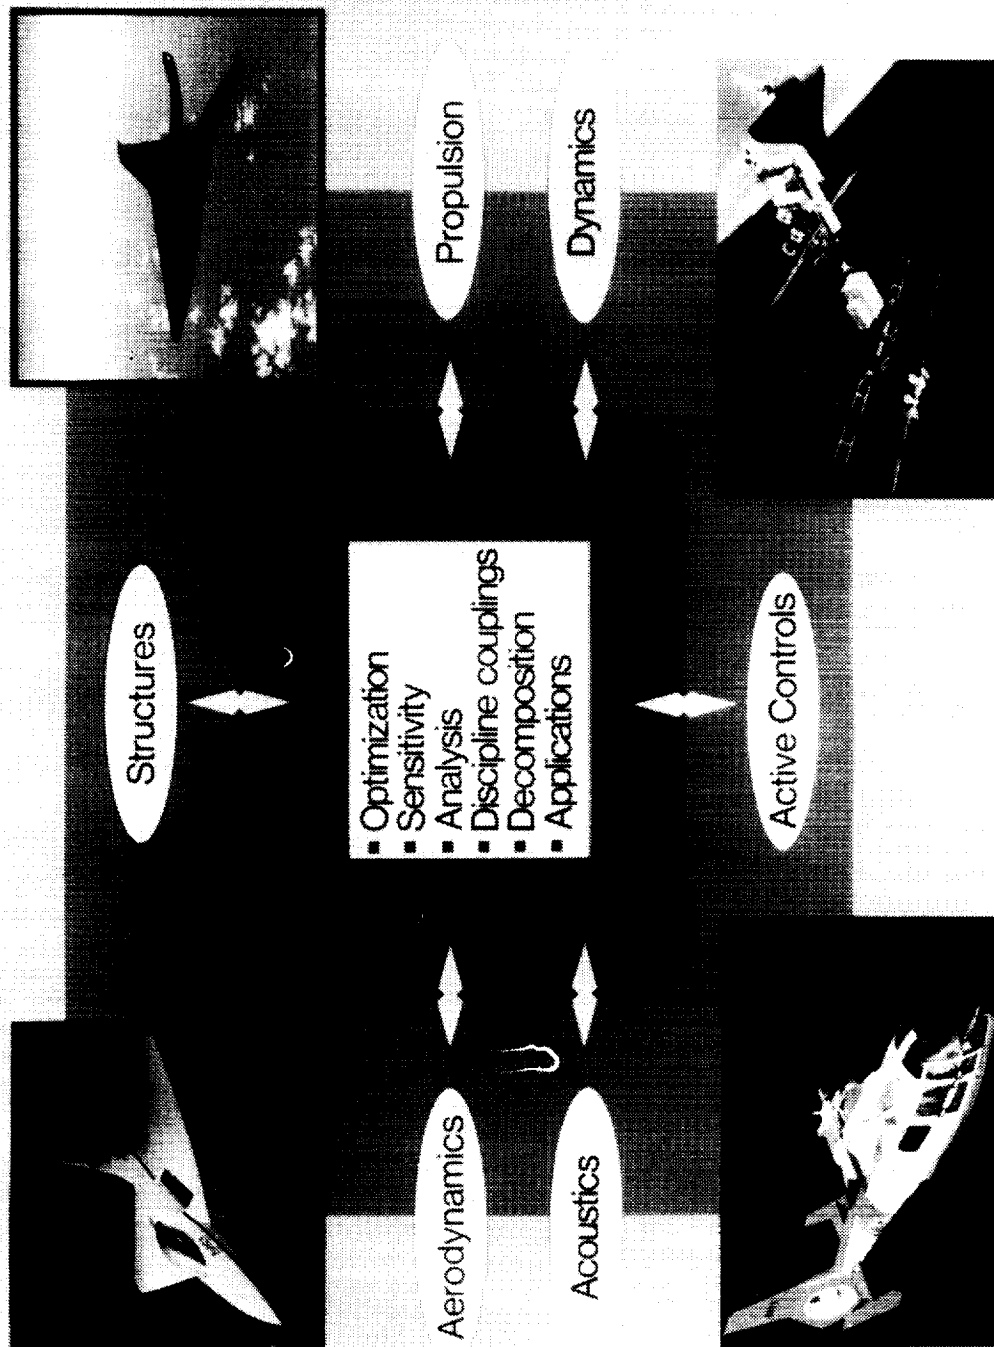 Structures
Aerodynamics
Propulsion
▪ Optimization
▪ Sensitivity
▪ Analysis
▪ Discipline couplings
▪ Decomposition
▪ Applications
Acoustics
Dynamics
Active Controls